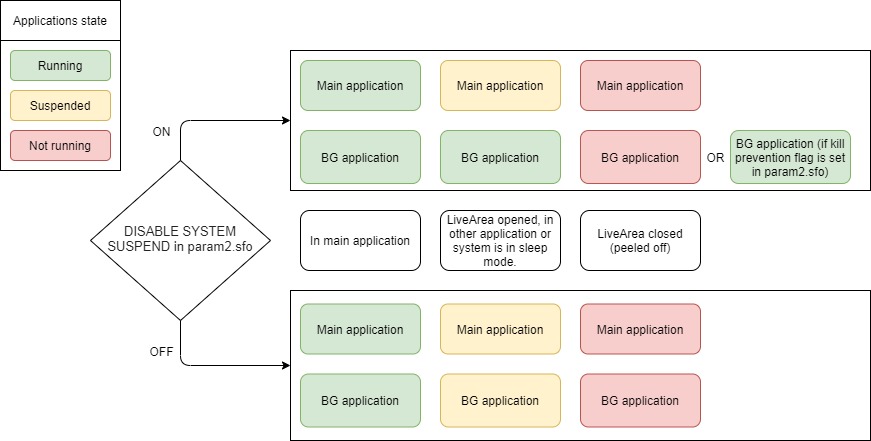 Applications state
Running
Suspended
Not running
ON
Main application
Main application
Main application
BG application
BG application
BG application
OR
BG application (if kill
prevention flag is set
in param2.sfo)
DISABLE SYSTEM
SUSPEND in param2.sfo
In main application
LiveArea opened, in
other application or
system is in sleep
mode.
LiveArea closed
(peeled off)
OFF
Main application
Main application
Main application
BG application
BG application
BG application